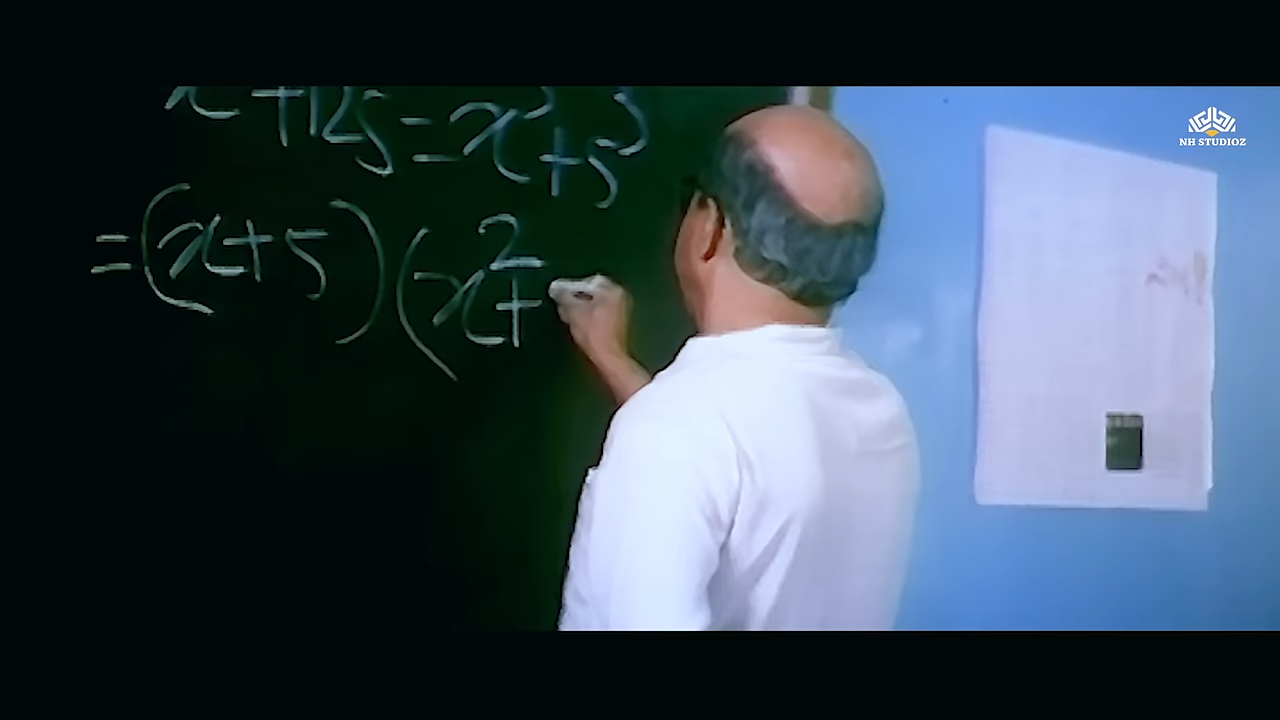 x³+125=x³+5³
=(x+5)(x²+
NH STUDIOZ